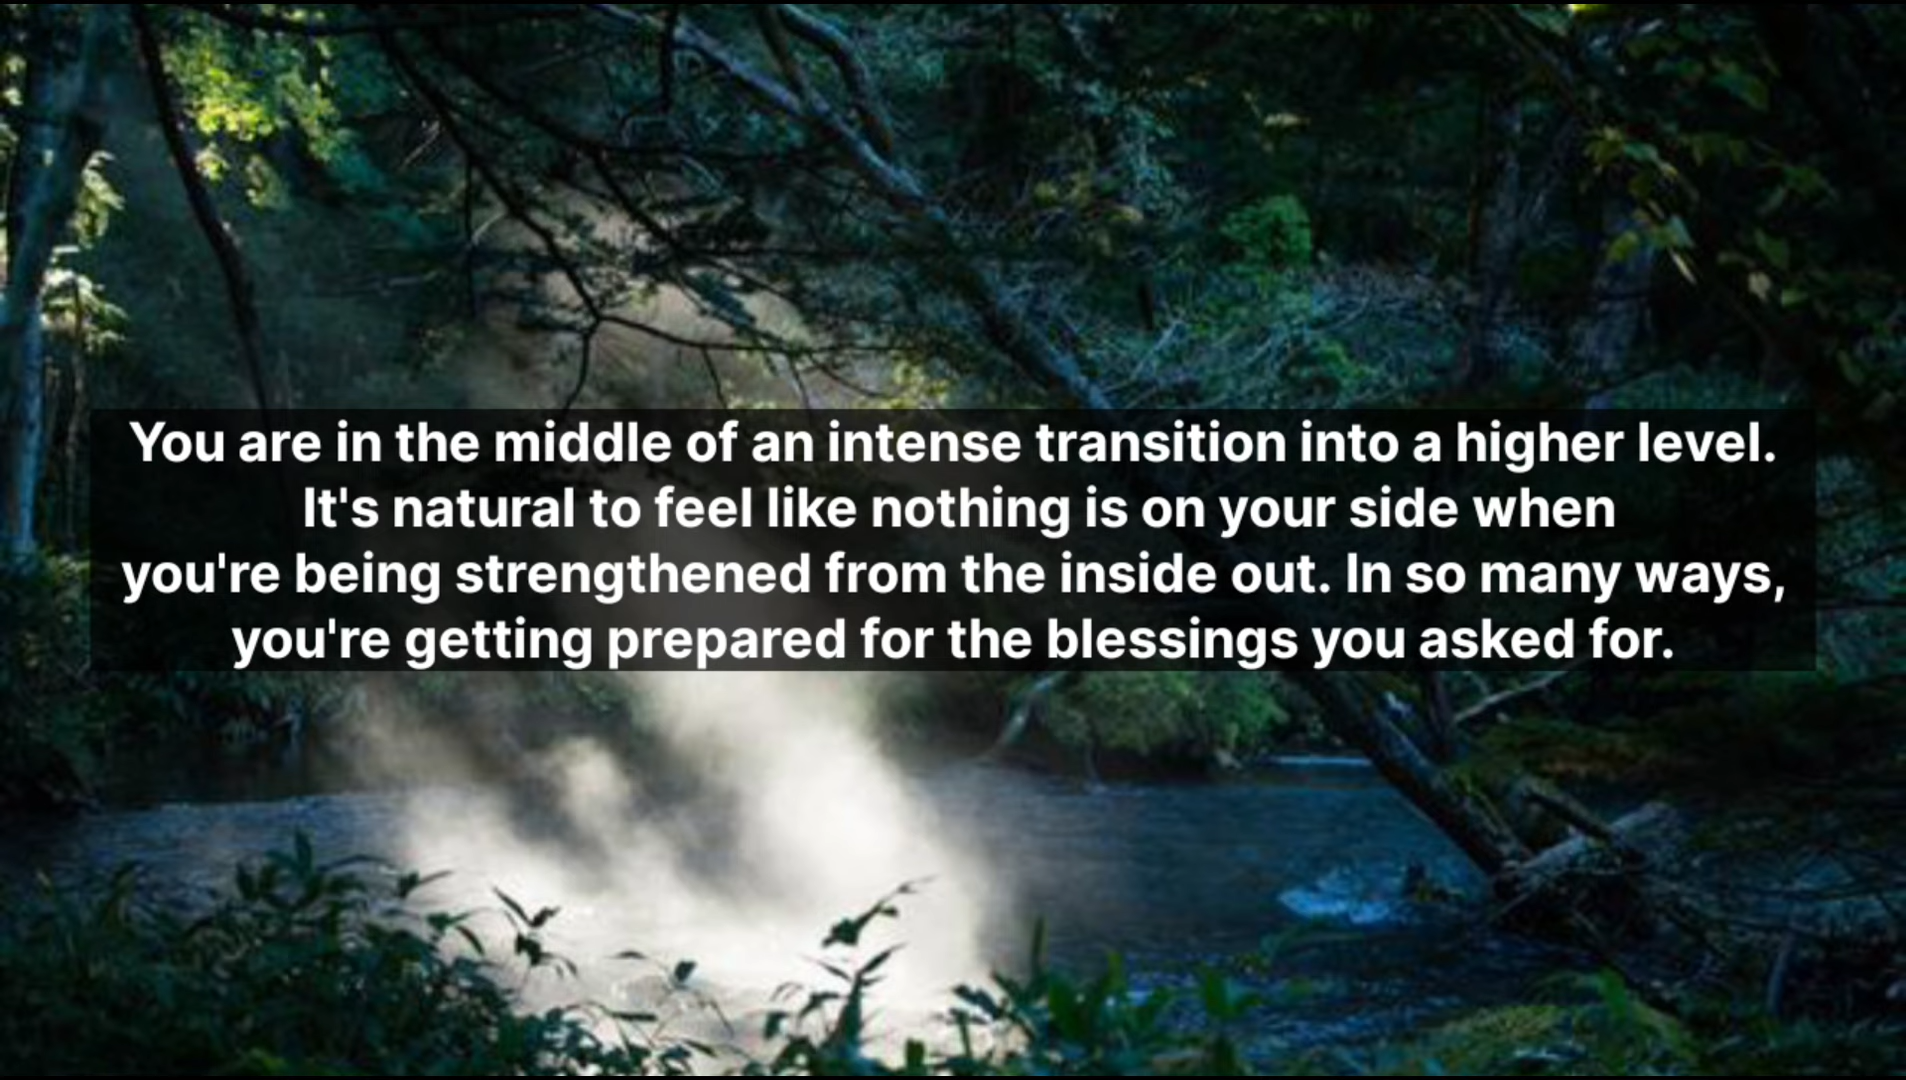 You are in the middle of an intense transition into a higher level.
It's natural to feel like nothing is on your side when
you're being strengthened from the inside out. In so many ways,
you're getting prepared for the blessings you asked for.